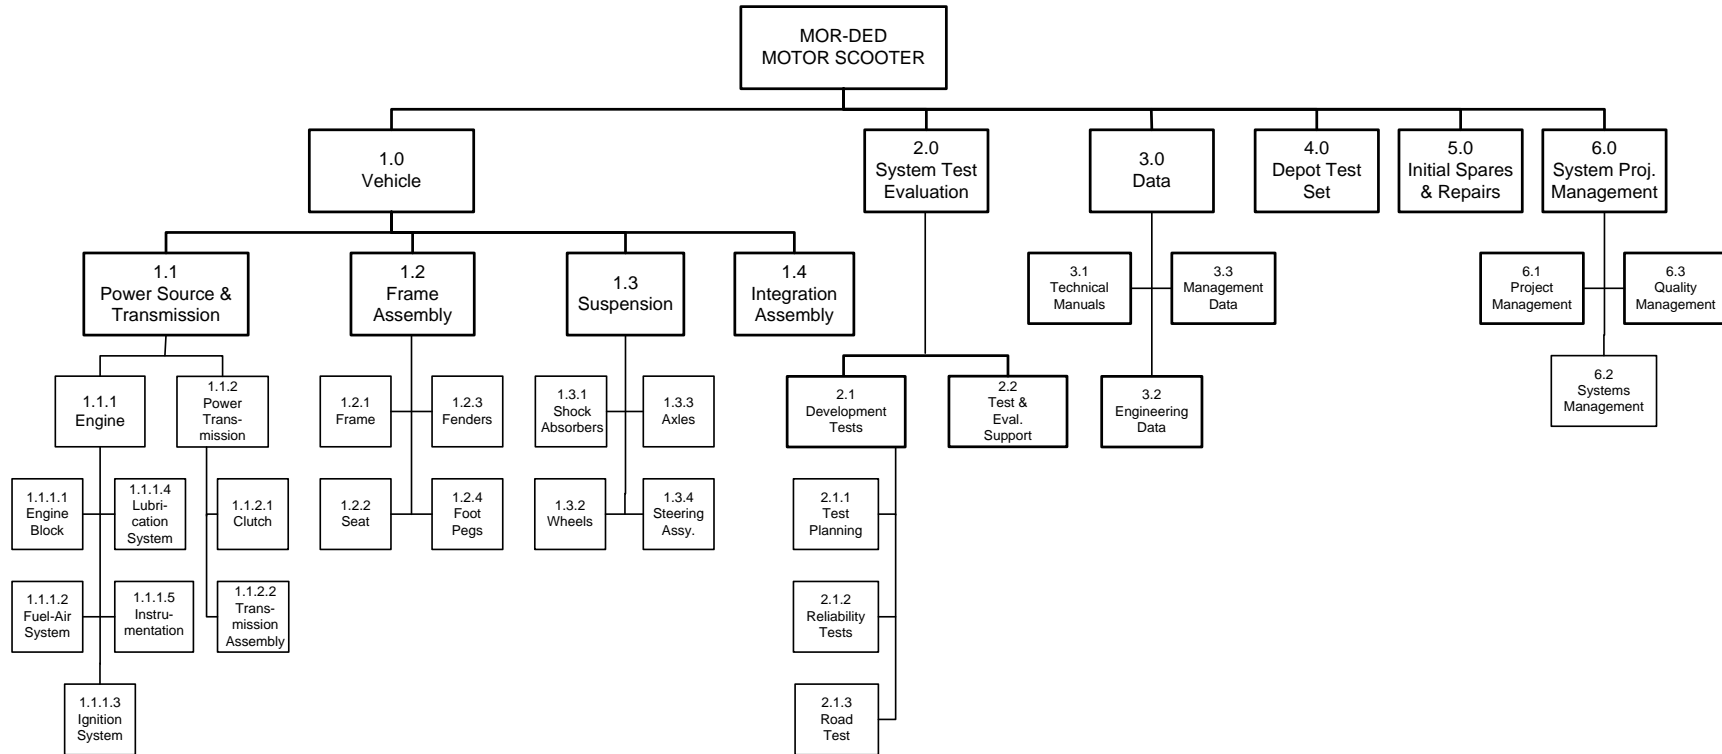 MOR-DED
MOTOR SCOOTER
1.0
Vehicle
2.0
System Test
Evaluation
3.0
Data
4.0
Depot Test
Set
5.0
Initial Spares
& Repairs
6.0
System Proj.
Management
1.1
Power Source &
Transmission
1.2
Frame
Assembly
1.3
Suspension
1.4
Integration
Assembly
3.1
Technical
Manuals
3.3
Management
Data
6.1
Project
Management
6.3
Quality
Management
1.1.1
Engine
1.1.2
Power
Trans-
mission
1.2.1
Frame
1.2.3
Fenders
1.3.1
Shock
Absorbers
1.3.3
Axles
2.1
Development
Tests
2.2
Test &
Eval.
Support
3.2
Engineering
Data
6.2
Systems
Management
1.1.1.1
Engine
Block
1.1.1.4
Lubri-
cation
System
1.1.2.1
Clutch
1.2.2
Seat
1.2.4
Foot
Pegs
1.3.2
Wheels
1.3.4
Steering
Assy.
2.1.1
Test
Planning
1.1.1.2
Fuel-Air
System
1.1.1.5
Instru-
mentation
1.1.2.2
Trans-
mission
Assembly
2.1.2
Reliability
Tests
1.1.1.3
Ignition
System
2.1.3
Road
Test